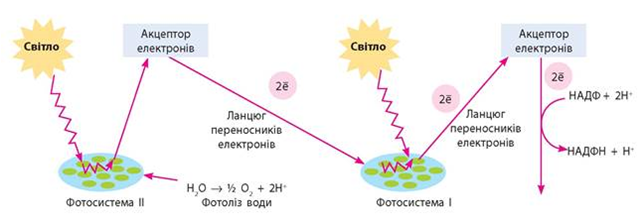 Світло
Акцептор
електронів
2ē
Ланцюг
переносників
електронів
Фотосистема II
H₂O → ½ O₂ + 2H⁺
Фотоліз води
Світло
Акцептор
електронів
2ē
Ланцюг
переносників
електронів
Фотосистема I
2ē
НАДФ + 2H⁺
НАДФН + H⁺